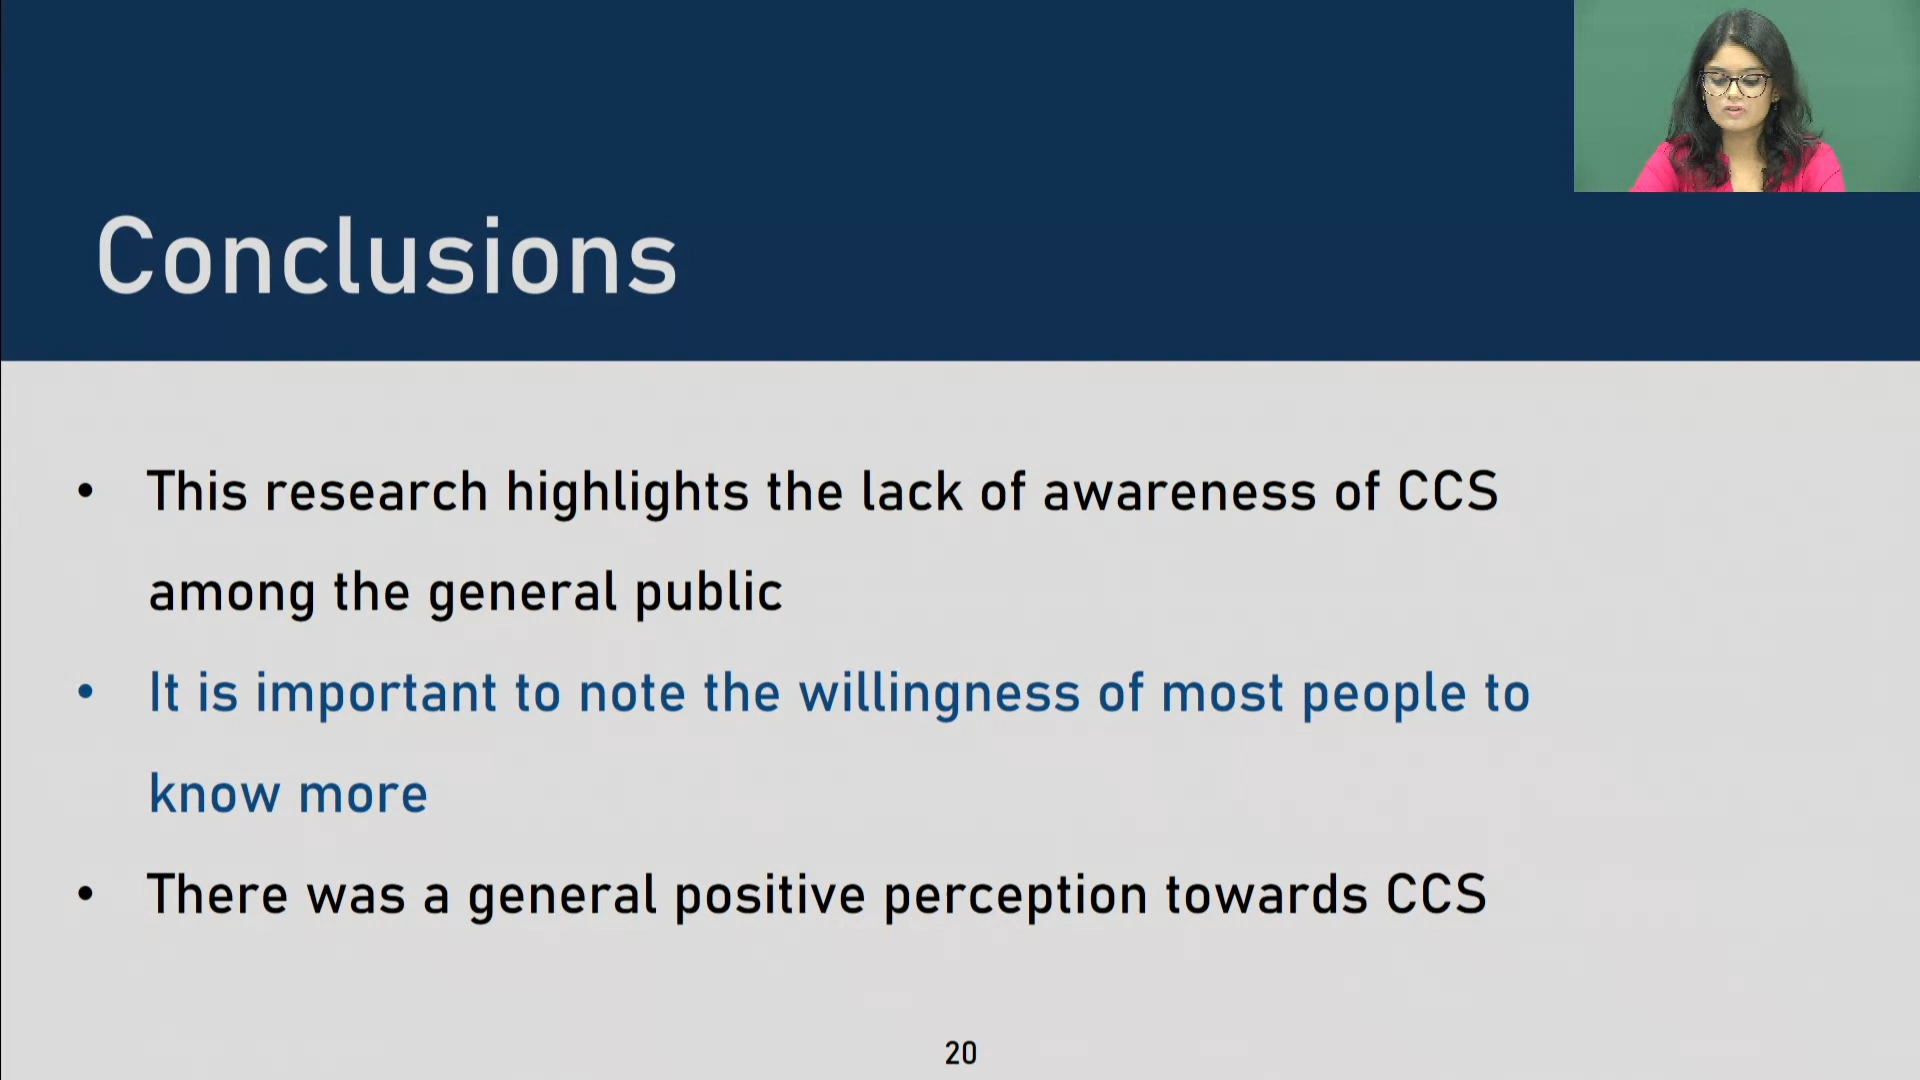 Conclusions
• This research highlights the lack of awareness of CCS
among the general public
• It is important to note the willingness of most people to
know more
• There was a general positive perception towards CCS
20